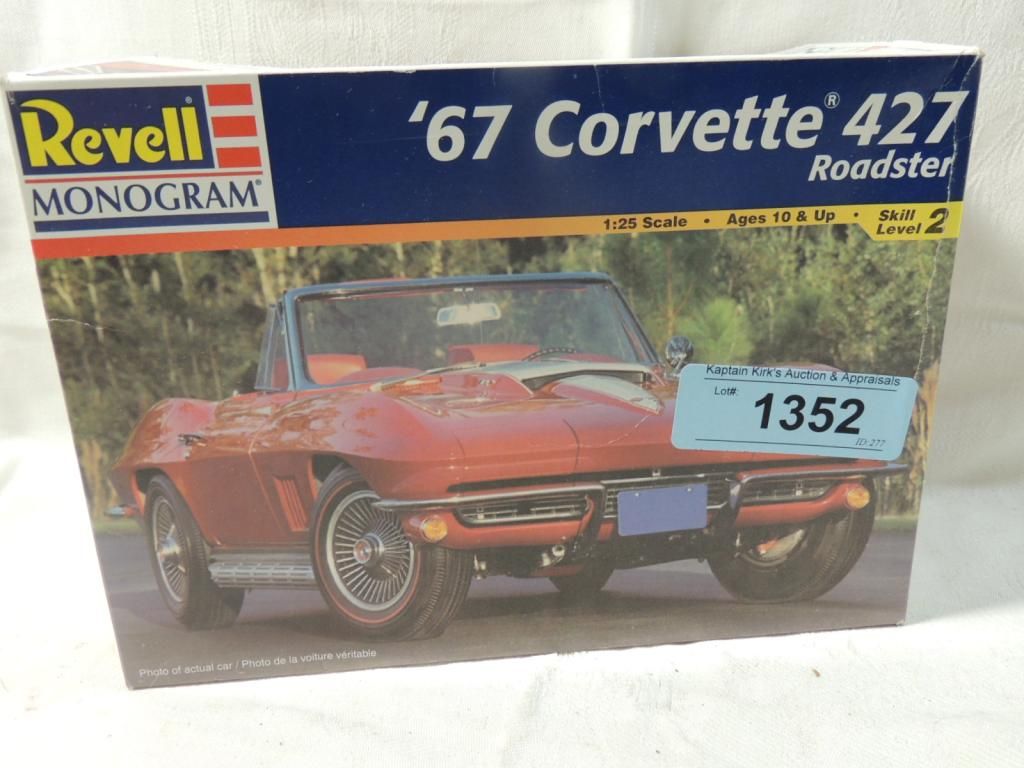 Revell®
MONOGRAM®
'67 Corvette® 427
Roadster
1:25 Scale • Ages 10 & Up • Skill Level 2
Kaptain Kirk's Auction & Appraisals
Lot#:
1352
ID:277
Photo of actual car / Photo de la voiture véritable